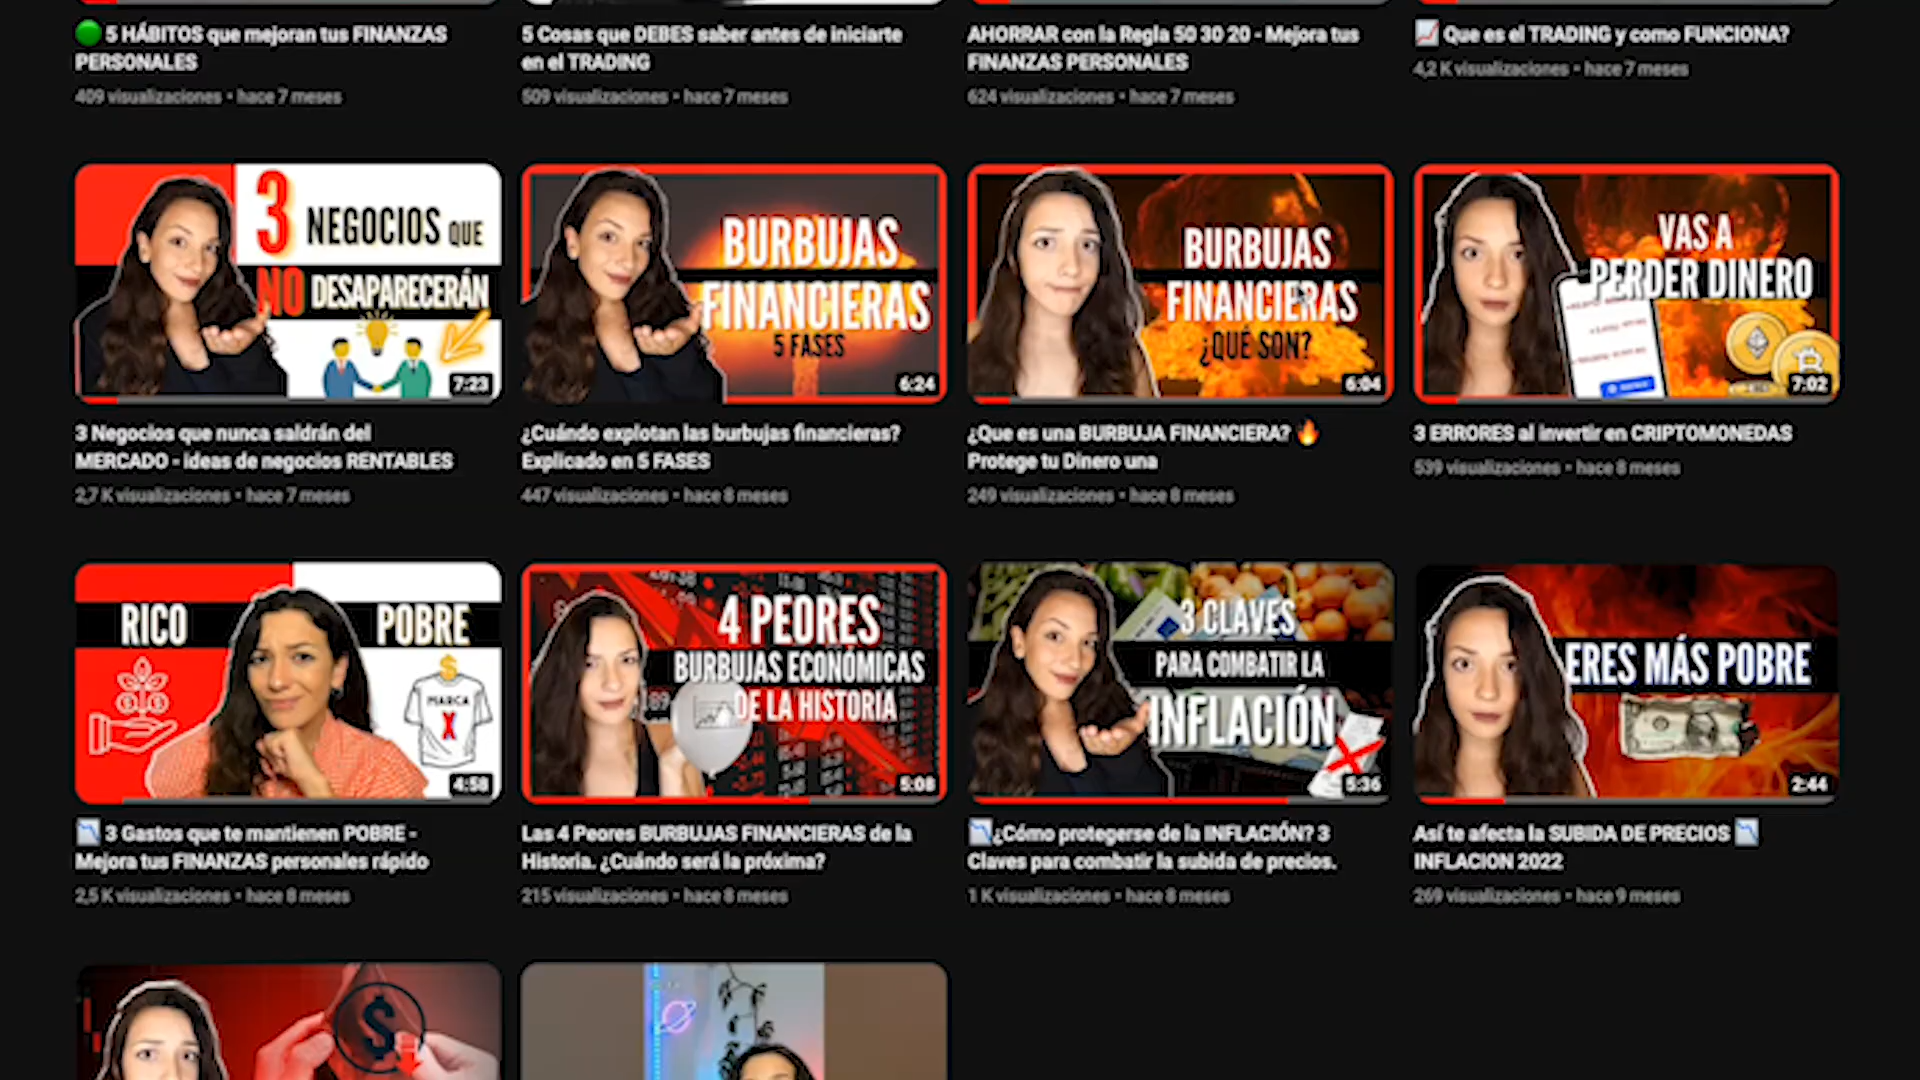 5 HÁBITOS que mejoran tus FINANZAS
PERSONALES
409 visualizaciones • hace 7 meses
5 Cosas que DEBES saber antes de iniciarte
en el TRADING
509 visualizaciones • hace 7 meses
AHORRAR con la Regla 50 30 20 - Mejora tus
FINANZAS PERSONALES
624 visualizaciones • hace 7 meses
Que es el TRADING y como FUNCIONA?
4,2 K visualizaciones • hace 7 meses
3 NEGOCIOS QUE
NO DESAPARECERÁN
7:23
3 Negocios que nunca saldrán del
MERCADO - ideas de negocios RENTABLES
2,7 K visualizaciones • hace 7 meses
BURBUJAS
FINANCIERAS
5 FASES
6:24
¿Cuándo explotan las burbujas financieras?
Explicado en 5 FASES
447 visualizaciones • hace 8 meses
BURBUJAS
FINANCIERAS
¿QUÉ SON?
6:04
¿Que es una BURBUJA FINANCIERA? 🔥
Protege tu Dinero una
249 visualizaciones • hace 8 meses
VAS A
PERDER DINERO
7:02
3 ERRORES al invertir en CRIPTOMONEDAS
539 visualizaciones • hace 8 meses
RICO
POBRE
MARCA
X
4:58
3 Gastos que te mantienen POBRE -
Mejora tus FINANZAS personales rápido
2,5 K visualizaciones • hace 8 meses
4 PEORES
BURBUJAS ECONÓMICAS
DE LA HISTORIA
5:08
Las 4 Peores BURBUJAS FINANCIERAS de la
Historia. ¿Cuándo será la próxima?
215 visualizaciones • hace 8 meses
3 CLAVES
PARA COMBATIR LA
INFLACIÓN
5:36
¿Cómo protegerse de la INFLACIÓN? 3
Claves para combatir la subida de precios.
1 K visualizaciones • hace 8 meses
ERES MÁS POBRE
2:44
Así te afecta la SUBIDA DE PRECIOS
INFLACION 2022
269 visualizaciones • hace 9 meses
$